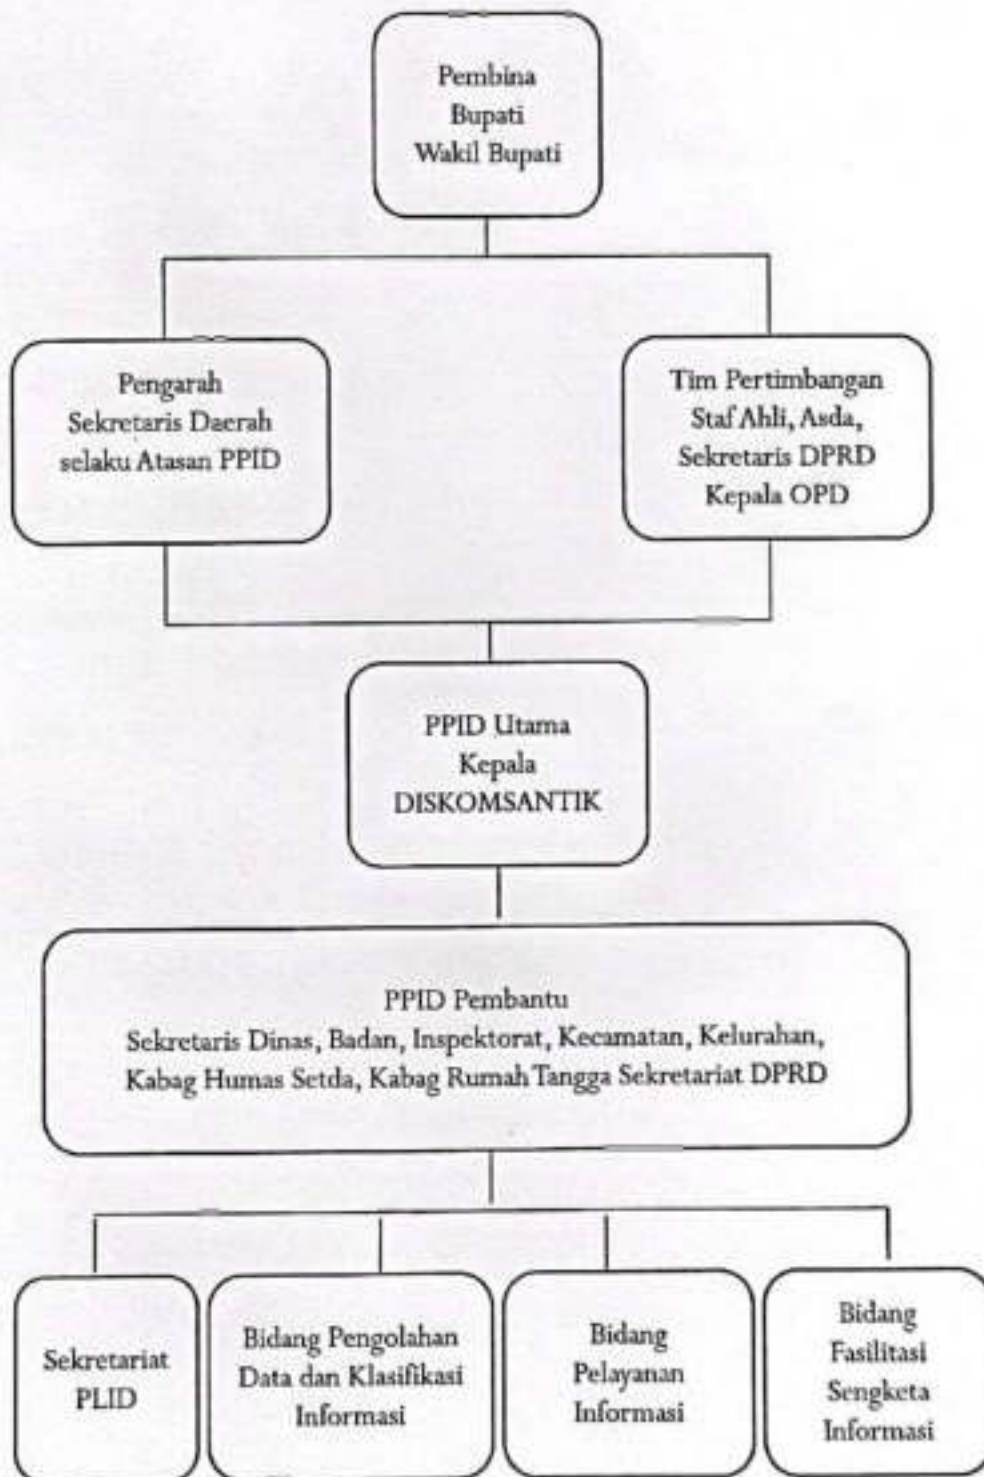 Pembina
Bupati
Wakil Bupati
Pengarah
Sekretaris Daerah
selaku Atasan PPID
Tim Pertimbangan
Staf Ahli, Asda,
Sekretaris DPRD
Kepala OPD
PPID Utama
Kepala
DISKOMSANTIK
PPID Pembantu
Sekretaris Dinas, Badan, Inspektorat, Kecamatan, Kelurahan,
Kabag Humas Setda, Kabag Rumah Tangga Sekretariat DPRD
Sekretariat
PLID
Bidang Pengolahan
Data dan Klasifikasi
Informasi
Bidang
Pelayanan
Informasi
Bidang
Fasilitasi
Sengketa
Informasi